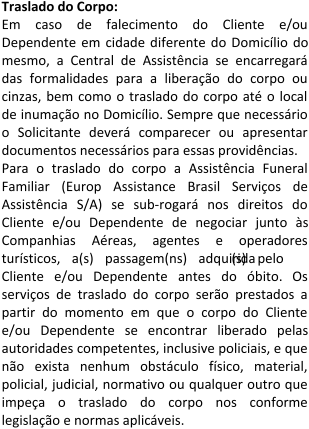 Traslado do Corpo:
Em caso de falecimento do Cliente e/ou
Dependente em cidade diferente do Domicílio do
mesmo, a Central de Assistência se encarregará
das formalidades para a liberação do corpo ou
cinzas, bem como o traslado do corpo até o local
de inumação no Domicílio. Sempre que necessário
o Solicitante deverá comparecer ou apresentar
documentos necessários para essas providências.
Para o traslado do corpo a Assistência Funeral
Familiar (Europ Assistance Brasil Serviços de
Assistência S/A) se sub-rogará nos direitos do
Cliente e/ou Dependente de negociar junto às
Companhias Aéreas, agentes e operadores
turísticos, a(s) passagem(ns) adquirida(s) pelo
Cliente e/ou Dependente antes do óbito. Os
serviços de traslado do corpo serão prestados a
partir do momento em que o corpo do Cliente
e/ou Dependente se encontrar liberado pelas
autoridades competentes, inclusive policiais, e que
não exista nenhum obstáculo físico, material,
policial, judicial, normativo ou qualquer outro que
impeça o traslado do corpo nos conforme
legislação e normas aplicáveis.